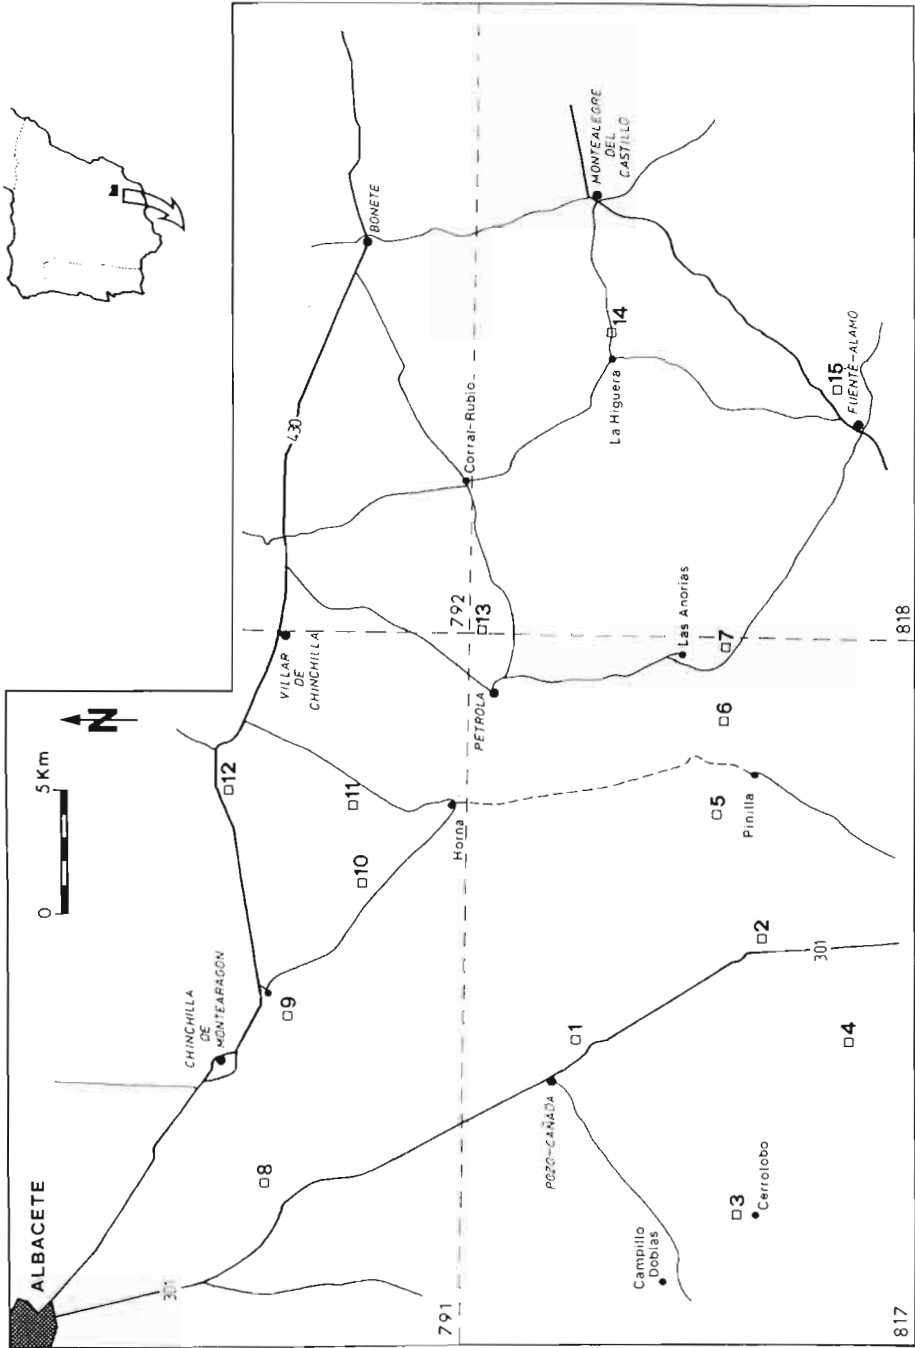 ALBACETE
0 5 Km
N
CHINCHILLA
DE
MONTEARAGON
VILLAR
DE
CHINCHILLA
430
BONETE
301
8
9
10
11
12
Horna
791
792
PETROLA
13
Corral-Rubio
MONTEALEGRE
DEL
CASTILLO
14
La Higuera
15
FUENTE-ALAMO
Las Anorias
7
6
5
Pinilla
POZO-CAÑADA
1
2
301
4
3
Cerrolobo
Campillo
Doblas
817
818